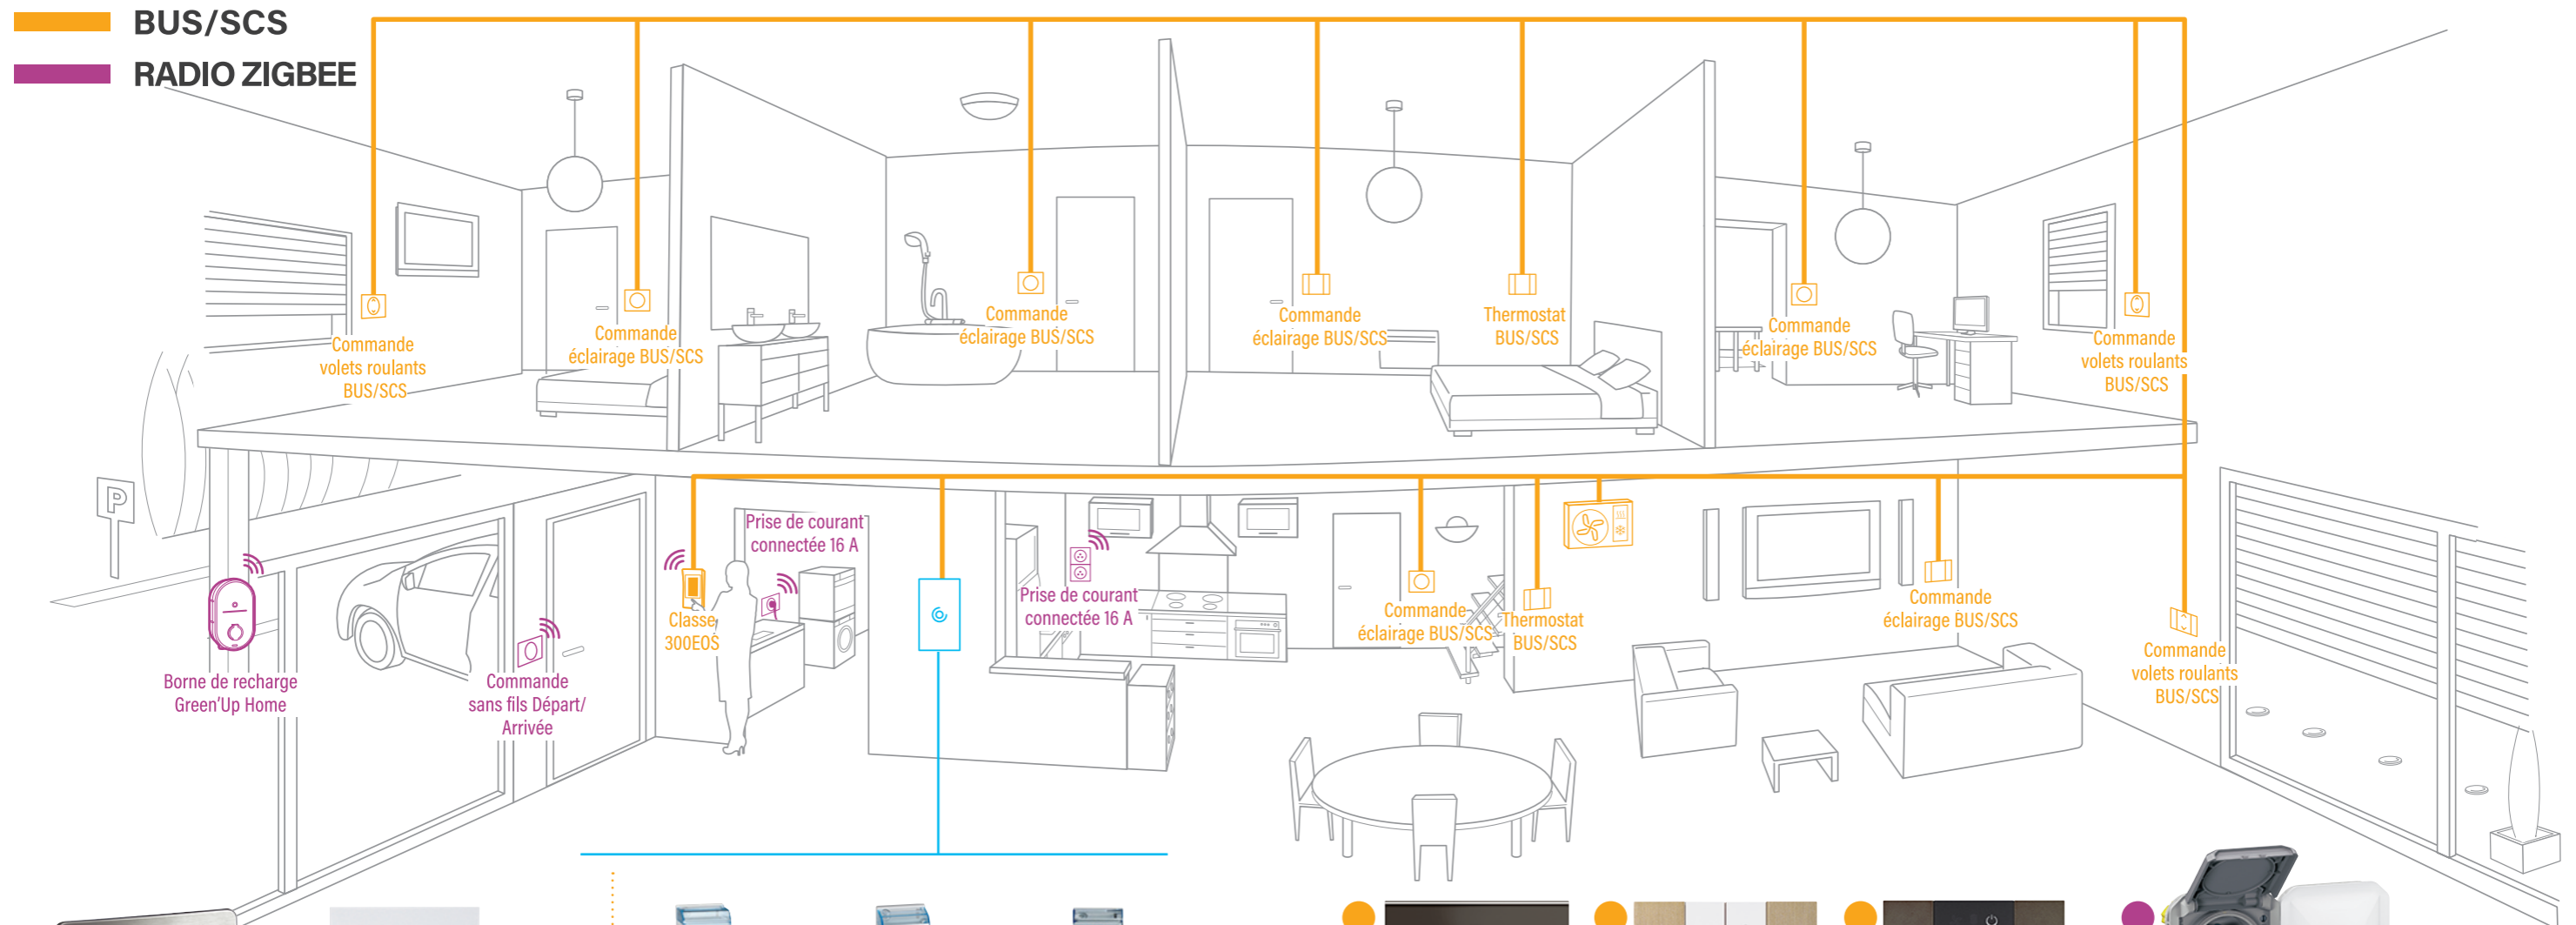 BUS/SCS
RADIO ZIGBEE
Commande
volets roulants
BUS/SCS
Commande
éclairage BUS/SCS
Commande
éclairage BUS/SCS
Commande
éclairage BUS/SCS
Thermostat
BUS/SCS
Commande
éclairage BUS/SCS
Commande
volets roulants
BUS/SCS
P
Borne de recharge
Green'Up Home
Commande
sans fils Départ/
Arrivée
Classe
300EOS
Prise de courant
connectée 16 A
Prise de courant
connectée 16 A
Commande
éclairage BUS/SCS
Thermostat
BUS/SCS
Commande
éclairage BUS/SCS
Commande
volets roulants
BUS/SCS